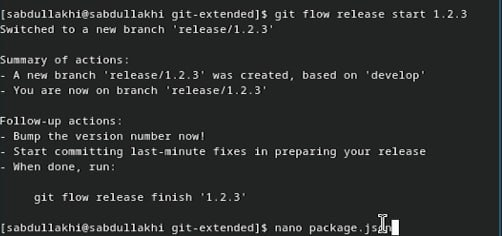 [sabdullakhi@sabdullakhi git-extended]$ git flow release start 1.2.3
Switched to a new branch 'release/1.2.3'
Summary of actions:
- A new branch 'release/1.2.3' was created, based on 'develop'
- You are now on branch 'release/1.2.3'
Follow-up actions:
- Bump the version number now!
- Start committing last-minute fixes in preparing your release
- When done, run:
git flow release finish '1.2.3'
[sabdullakhi@sabdullakhi git-extended]$ nano package.json